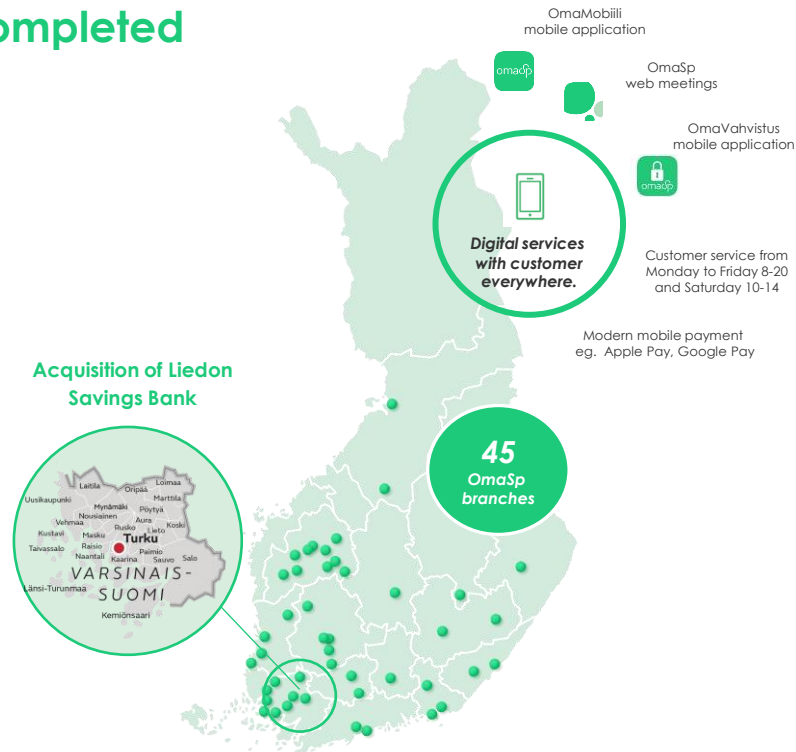 ompleted
OmaMobiili
mobile application
omaSp
OmaSp
web meetings
OmaVahvistus
mobile application
omaSp
Digital services
with customer
everywhere.
Customer service from
Monday to Friday 8-20
and Saturday 10-14
Modern mobile payment
eg. Apple Pay, Google Pay
Acquisition of Liedon
Savings Bank
45
OmaSp
branches
Laitila
Oripää
Loimaa
Uusikaupunki
Marttila
Mynämäki
Pöytyä
Nousiainen
Vehmaa
Aura
Rusko
Lieto
Koski
Kustavi
Masku
Turku
Taivassalo
Raisio
Naantali
Kaarina
Paimio
Sauvo
Salo
VARSINAIS-
SUOMI
Länsi-Turunmaa
Kemiönsaari